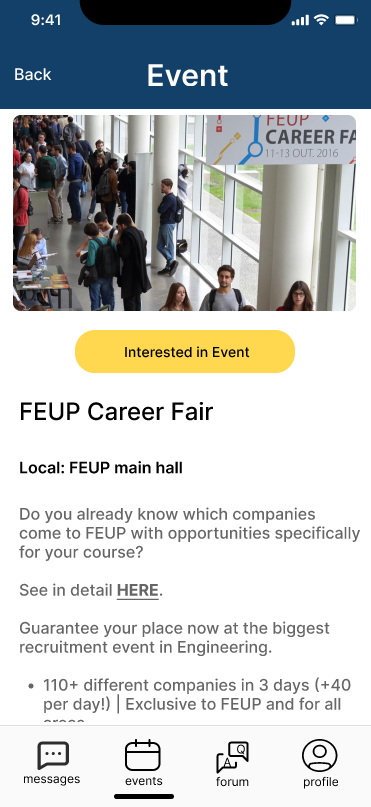 9:41
Back
Event
FEUP
CAREER FA
11-13 OUT. 2016
Interested in Event
FEUP Career Fair
Local: FEUP main hall
Do you already know which companies
come to FEUP with opportunities specifically
for your course?
See in detail HERE.
Guarantee your place now at the biggest
recruitment event in Engineering.
• 110+ different companies in 3 days (+40
per day!) | Exclusive to FEUP and for all
messages
events
A Q
forum
profile